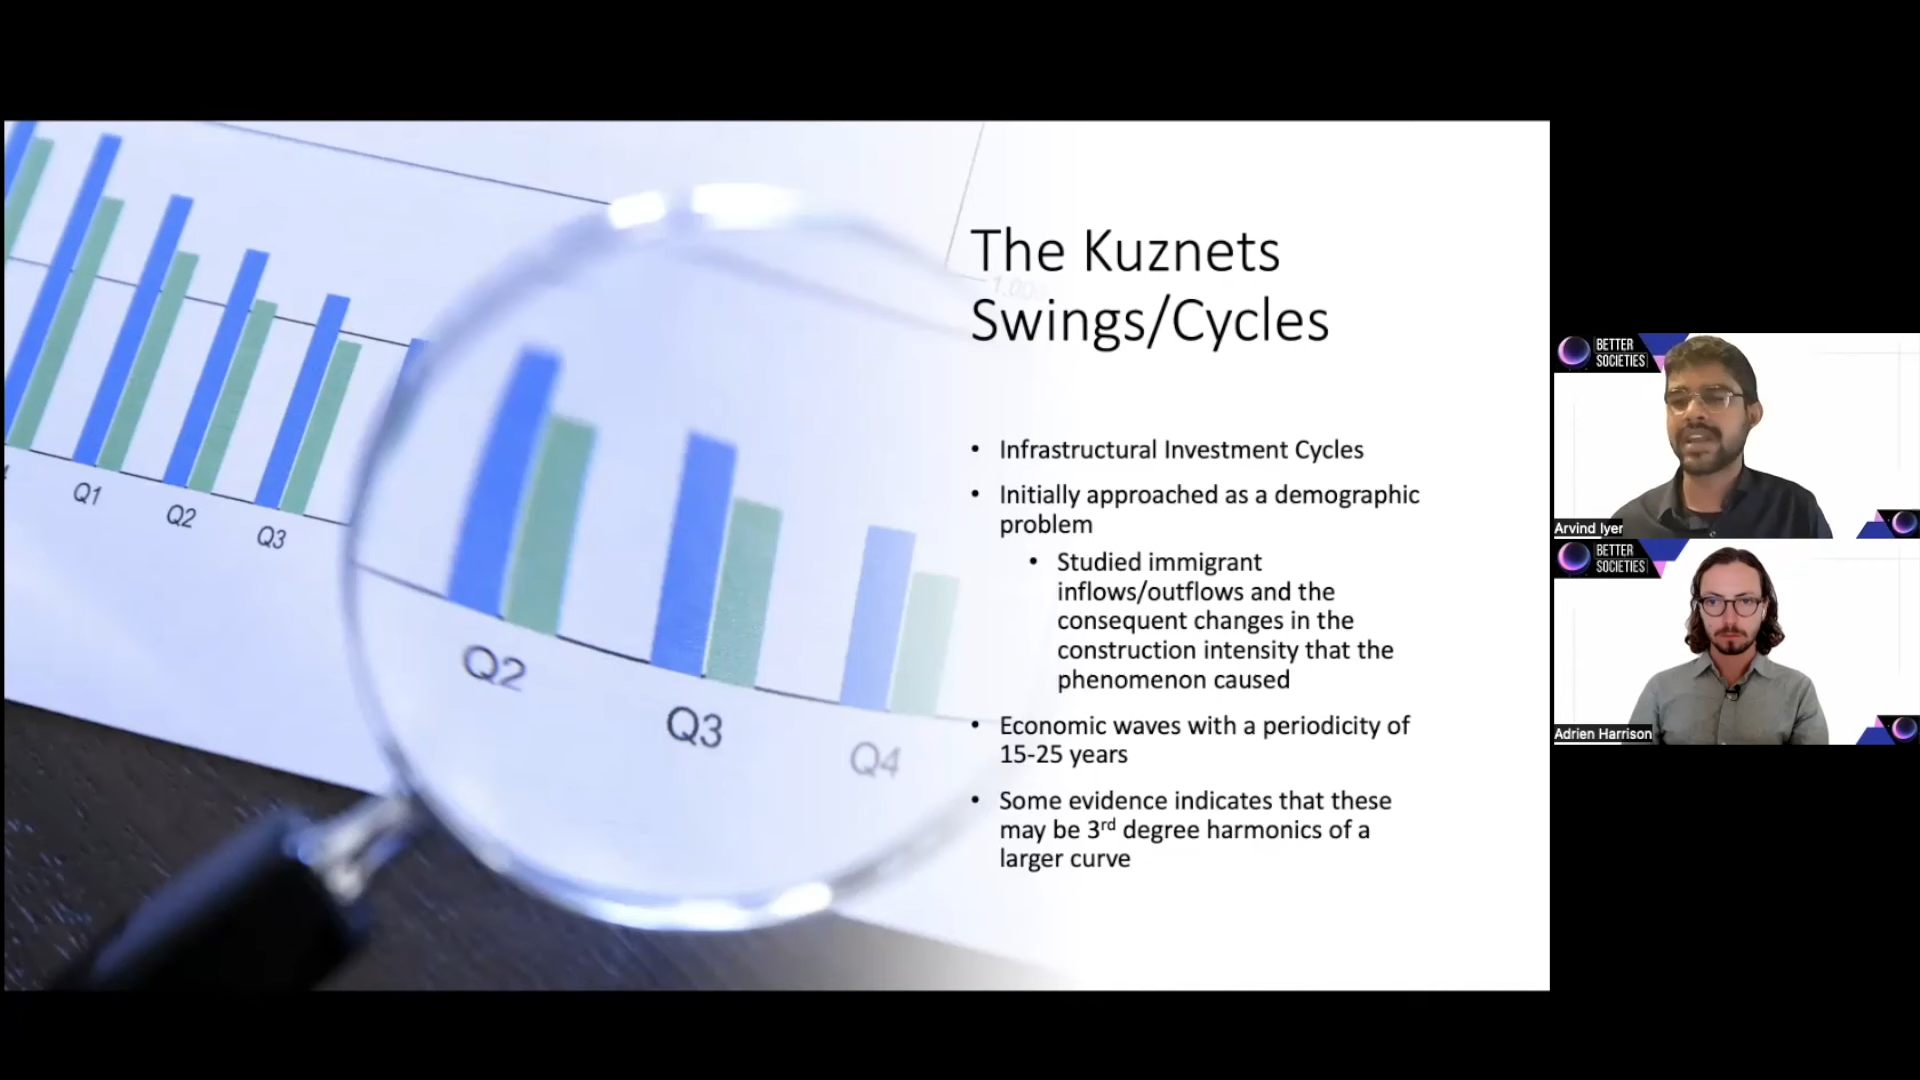 The Kuznets
Swings/Cycles
• Infrastructural Investment Cycles
• Initially approached as a demographic
problem
• Studied immigrant
inflows/outflows and the
consequent changes in the
construction intensity that the
phenomenon caused
• Economic waves with a periodicity of
15-25 years
• Some evidence indicates that these
may be 3rd degree harmonics of a
larger curve
Q1
Q2
Q3
Q2
Q3
Q4
BETTER
SOCIETIES
Arvind Iyer
BETTER
SOCIETIES
Adrien Harrison